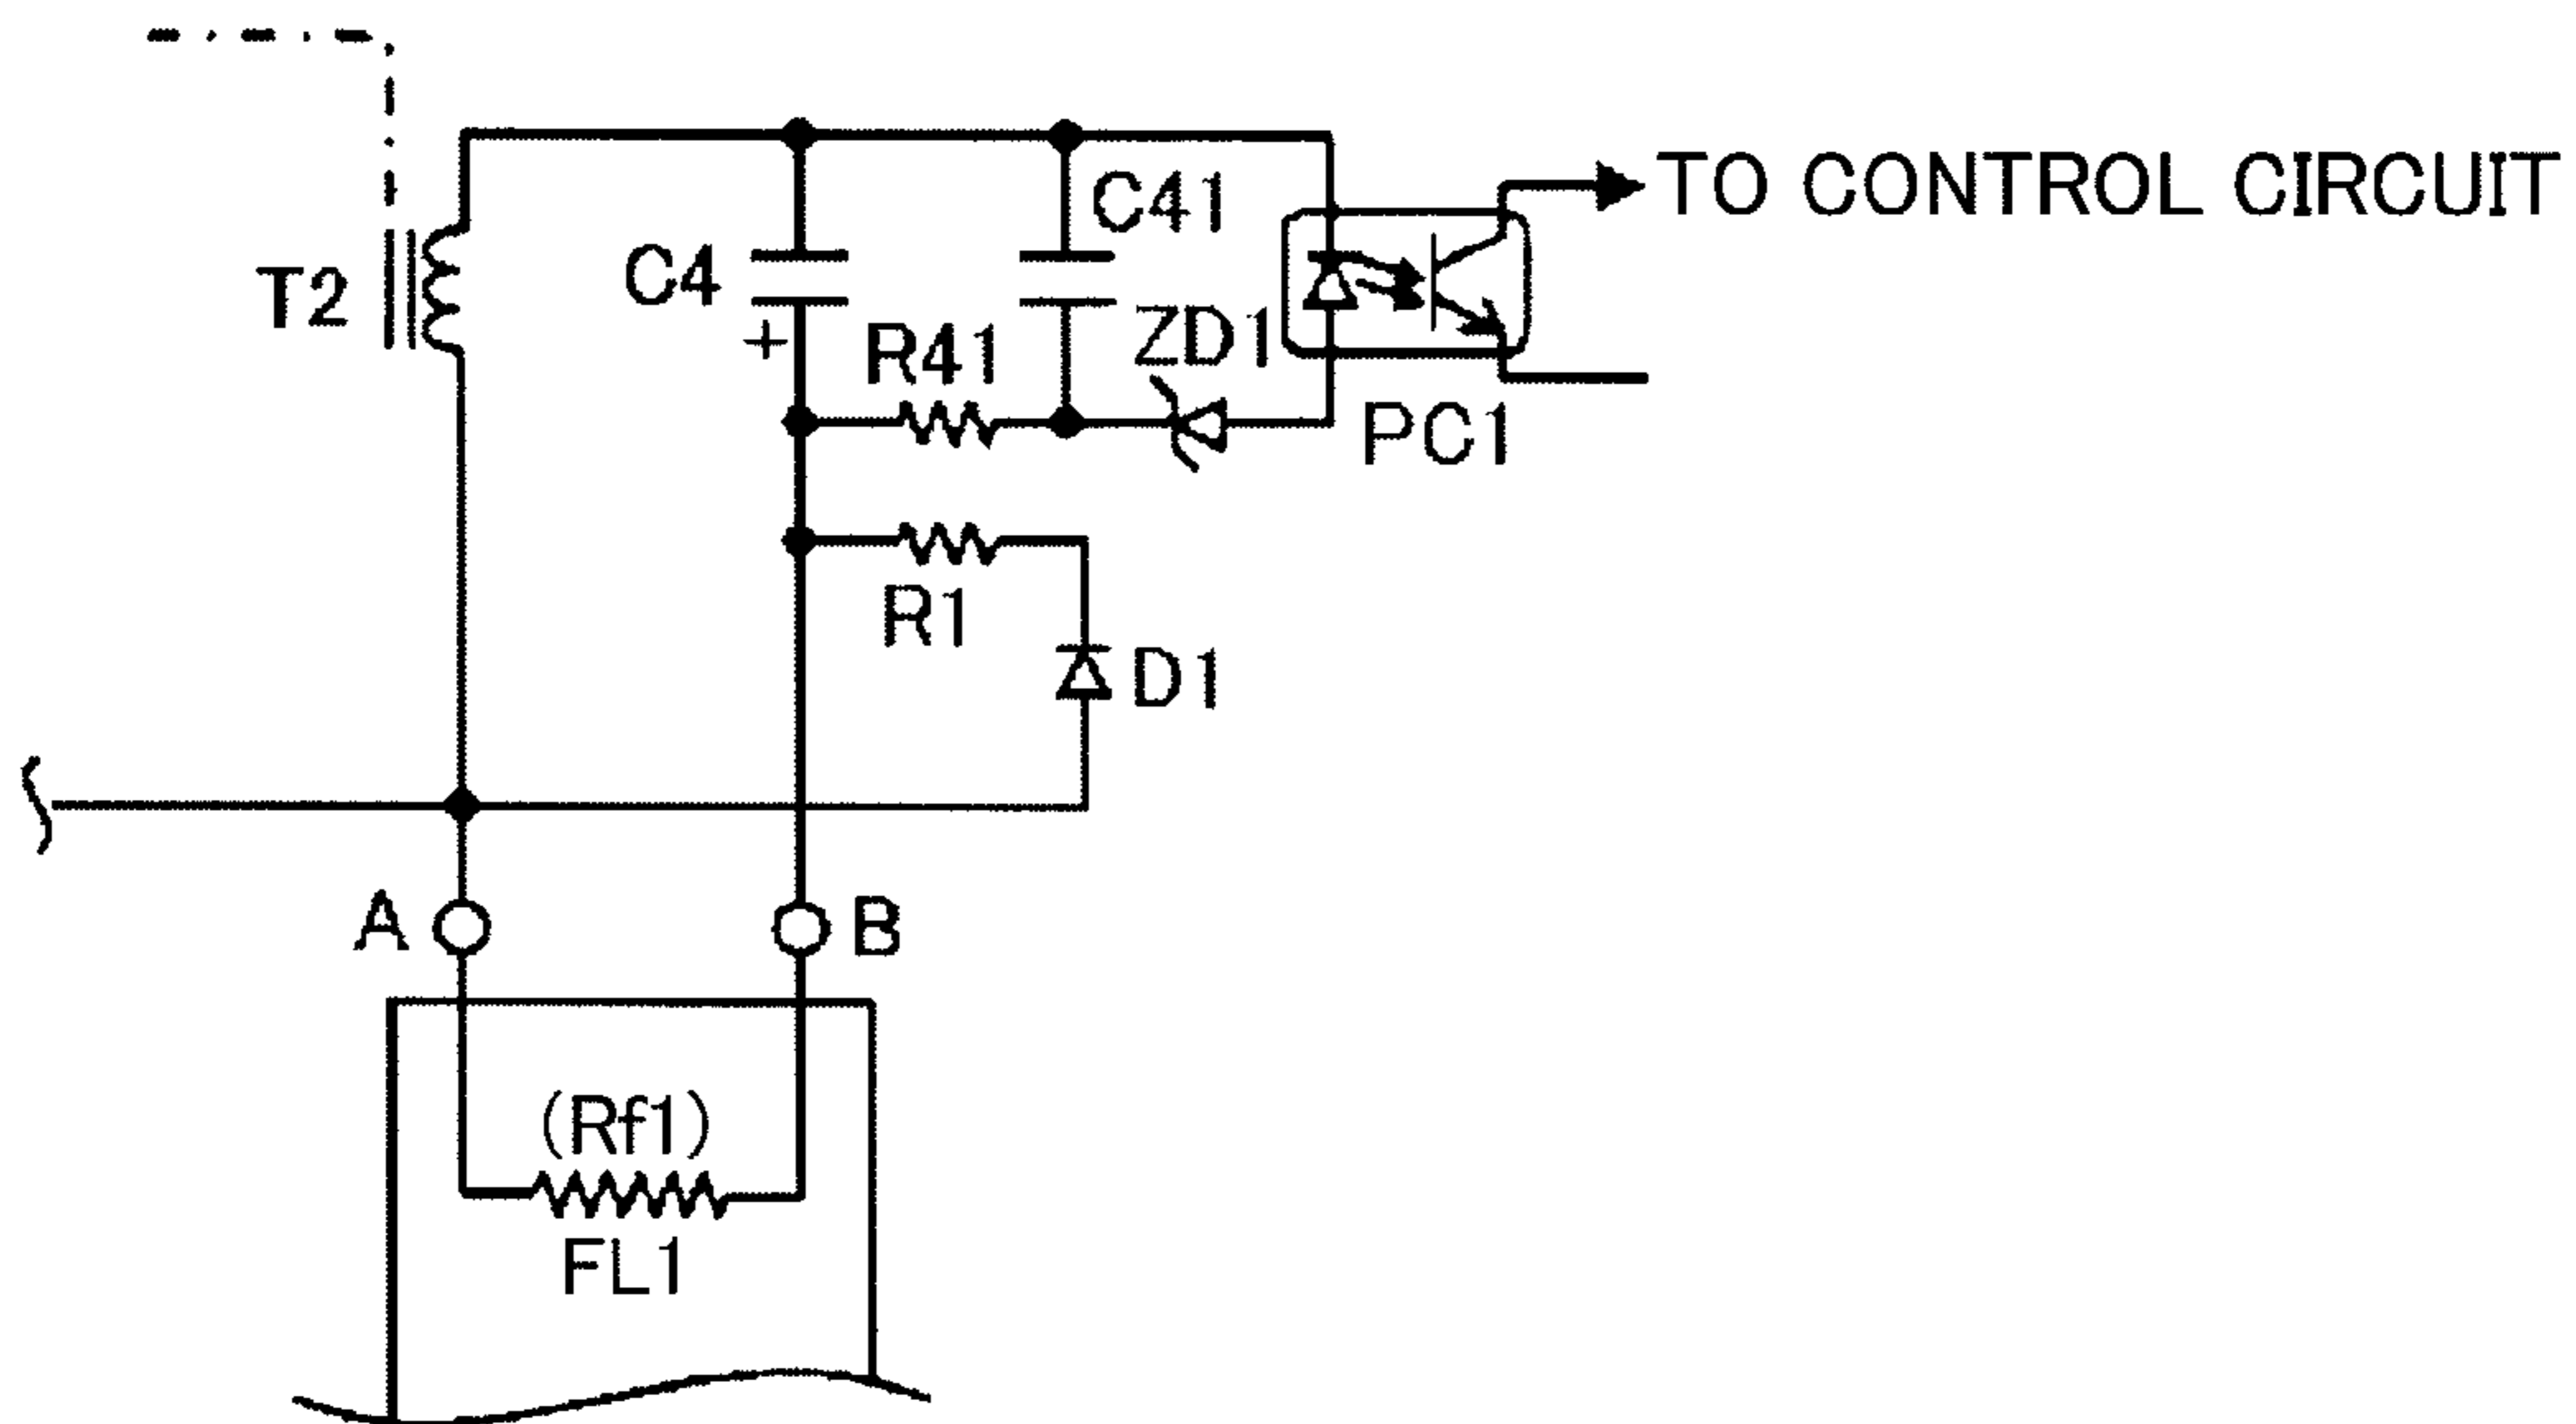 TO CONTROL CIRCUIT
C41
T2
C4
ZD1
+
R41
PC1
R1
D1
A
B
(Rf1)
FL1